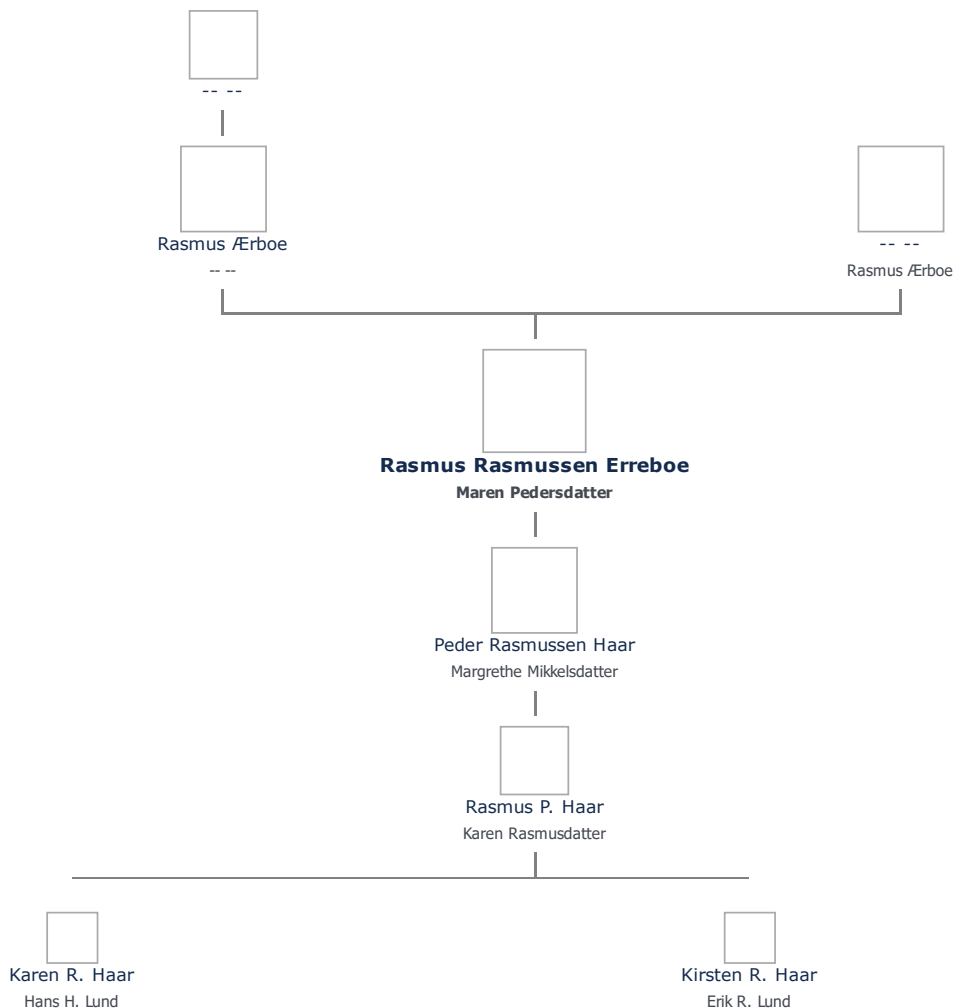 -- --
Rasmus Ærboe
-- --
-- --
Rasmus Ærboe
Rasmus Rasmussen Erreboe
Maren Pedersdatter
Peder Rasmussen Haar
Margrethe Mikkelsdatter
Rasmus P. Haar
Karen Rasmusdatter
Karen R. Haar
Hans H. Lund
Kirsten R. Haar
Erik R. Lund